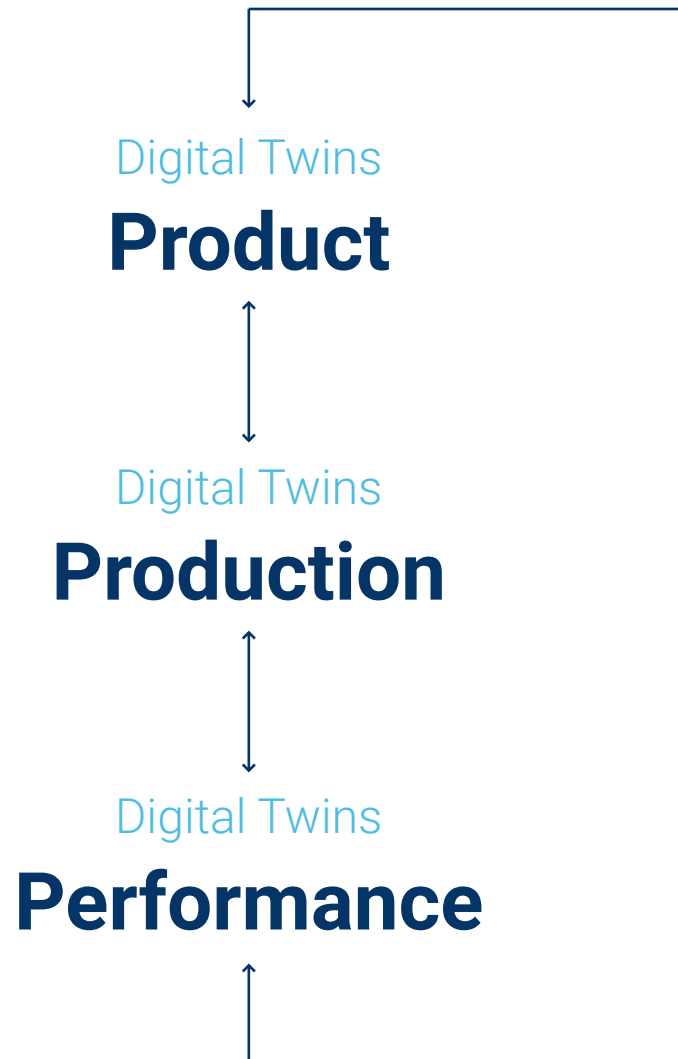 Digital Twins
Product
Digital Twins
Production
Digital Twins
Performance